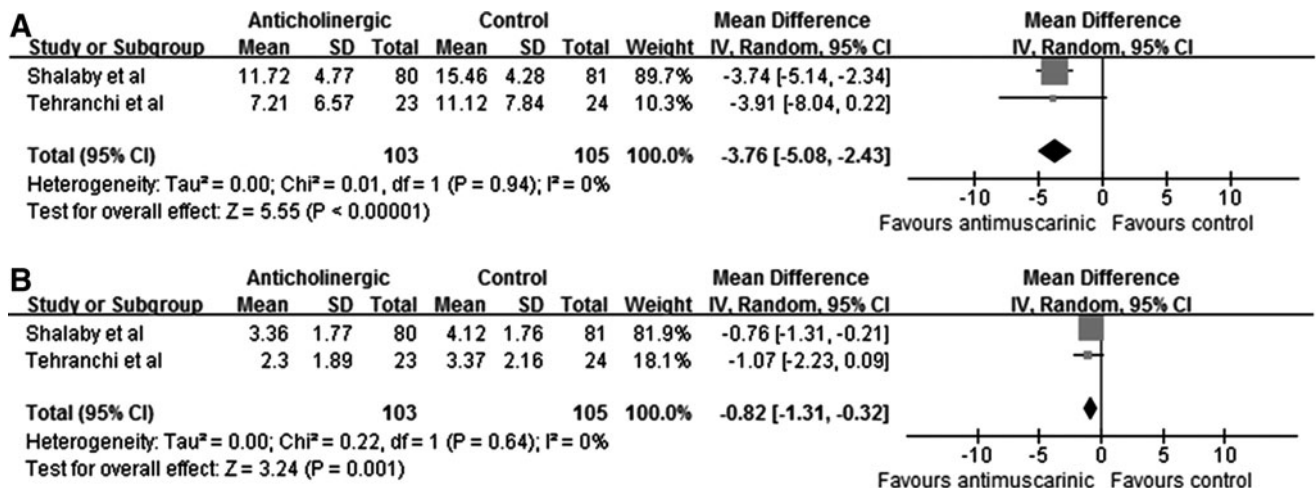 A
Anticholinergic Control Mean Difference Mean Difference
Study or Subgroup Mean SD Total Mean SD Total Weight IV, Random, 95% CI IV, Random, 95% CI
Shalaby et al 11.72 4.77 80 15.46 4.28 81 89.7% -3.74 [-5.14, -2.34]
Tehranchi et al 7.21 6.57 23 11.12 7.84 24 10.3% -3.91 [-8.04, 0.22]
Total (95% CI) 103 105 100.0% -3.76 [-5.08, -2.43]
Heterogeneity: Tau² = 0.00; Chi² = 0.01, df = 1 (P = 0.94); I² = 0%
Test for overall effect: Z = 5.55 (P < 0.00001)
-10 -5 0 5 10
Favours antimuscarinic Favours control
B
Anticholinergic Control Mean Difference Mean Difference
Study or Subgroup Mean SD Total Mean SD Total Weight IV, Random, 95% CI IV, Random, 95% CI
Shalaby et al 3.36 1.77 80 4.12 1.76 81 81.9% -0.76 [-1.31, -0.21]
Tehranchi et al 2.3 1.89 23 3.37 2.16 24 18.1% -1.07 [-2.23, 0.09]
Total (95% CI) 103 105 100.0% -0.82 [-1.31, -0.32]
Heterogeneity: Tau² = 0.00; Chi² = 0.22, df = 1 (P = 0.64); I² = 0%
Test for overall effect: Z = 3.24 (P = 0.001)
-10 -5 0 5 10
Favours antimuscarinic Favours control